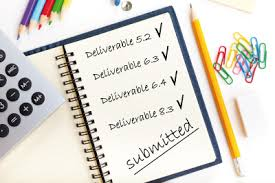 Deliverable 5.2 ✓
Deliverable 6.3 ✓
Deliverable 6.4 ✓
Deliverable 8.3 ✓
submitted